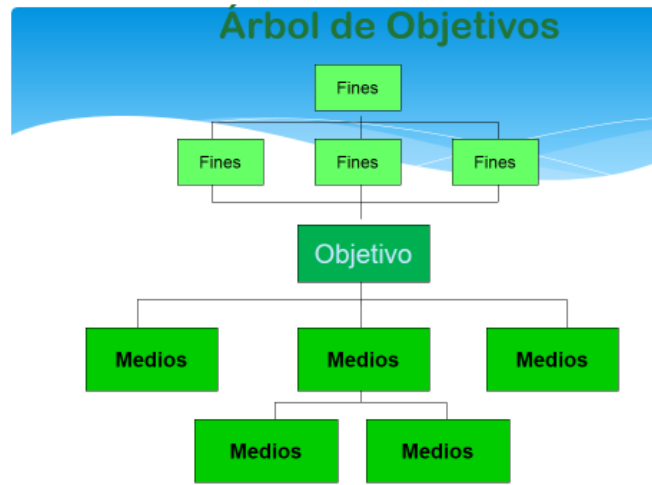 Árbol de Objetivos
Fines
Fines
Fines
Fines
Objetivo
Medios
Medios
Medios
Medios
Medios